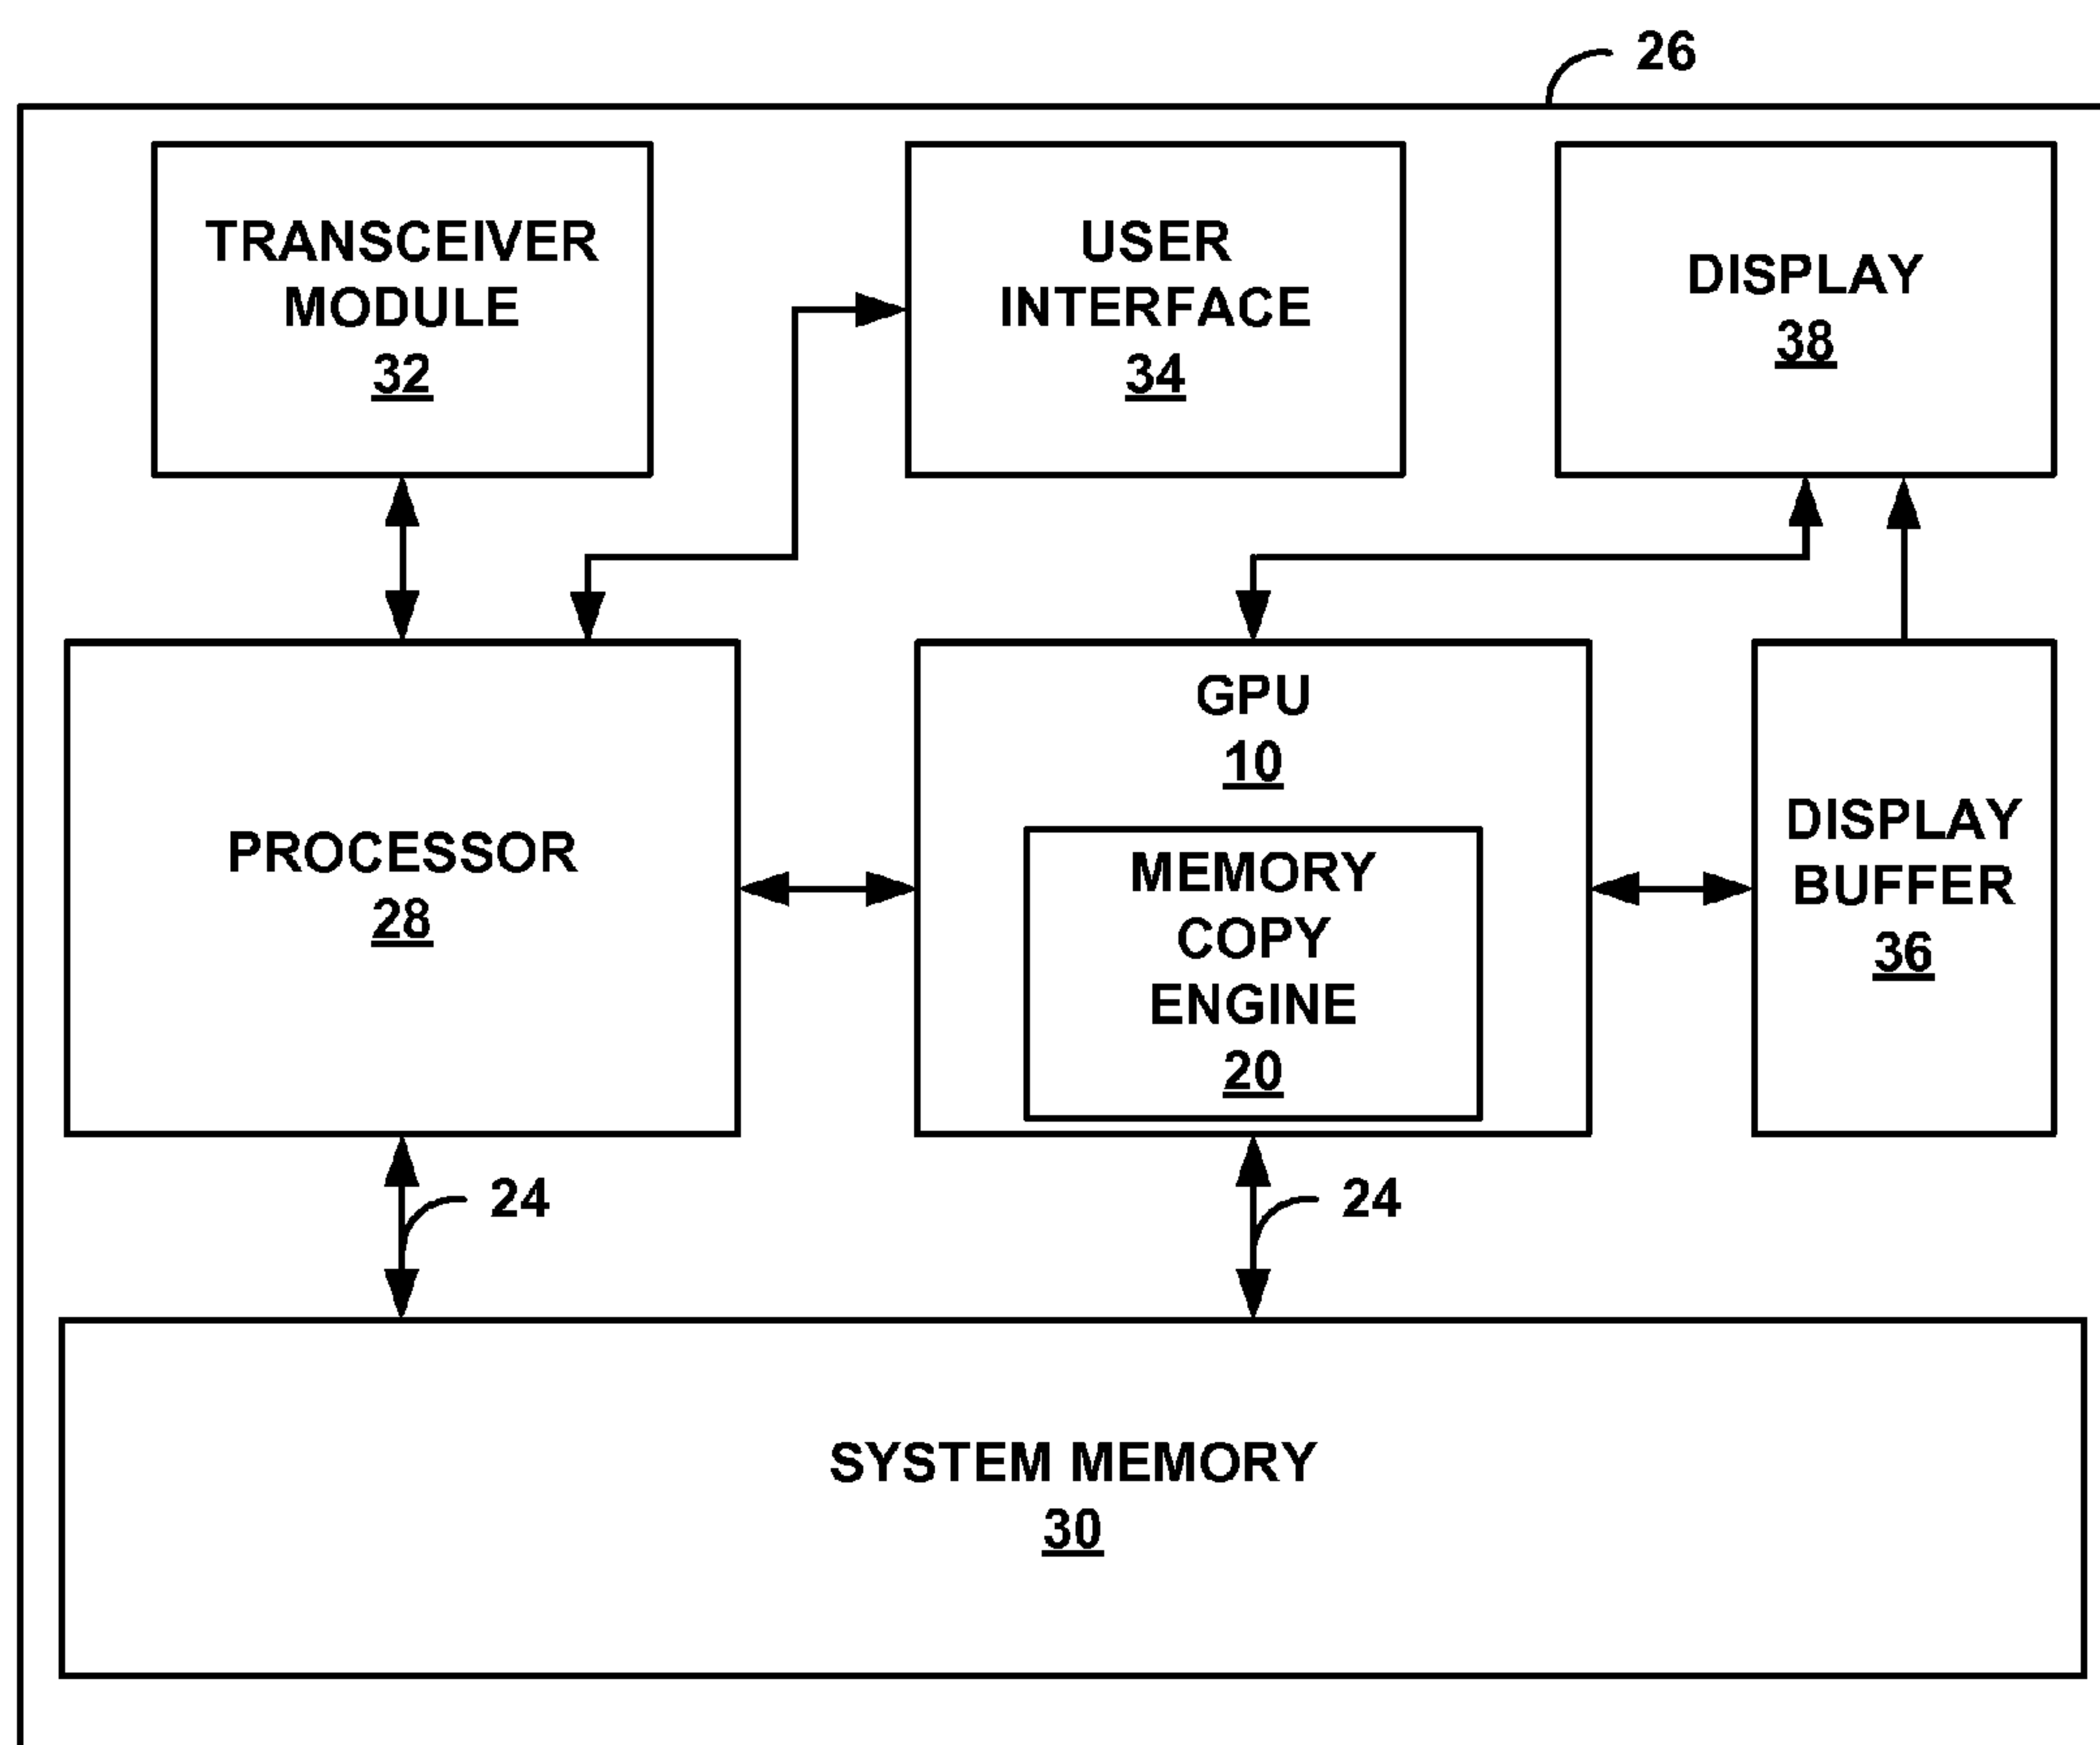 26
TRANSCEIVER
MODULE
32
USER
INTERFACE
34
DISPLAY
38
PROCESSOR
28
GPU
10
MEMORY
COPY
ENGINE
20
DISPLAY
BUFFER
36
24
24
SYSTEM MEMORY
30